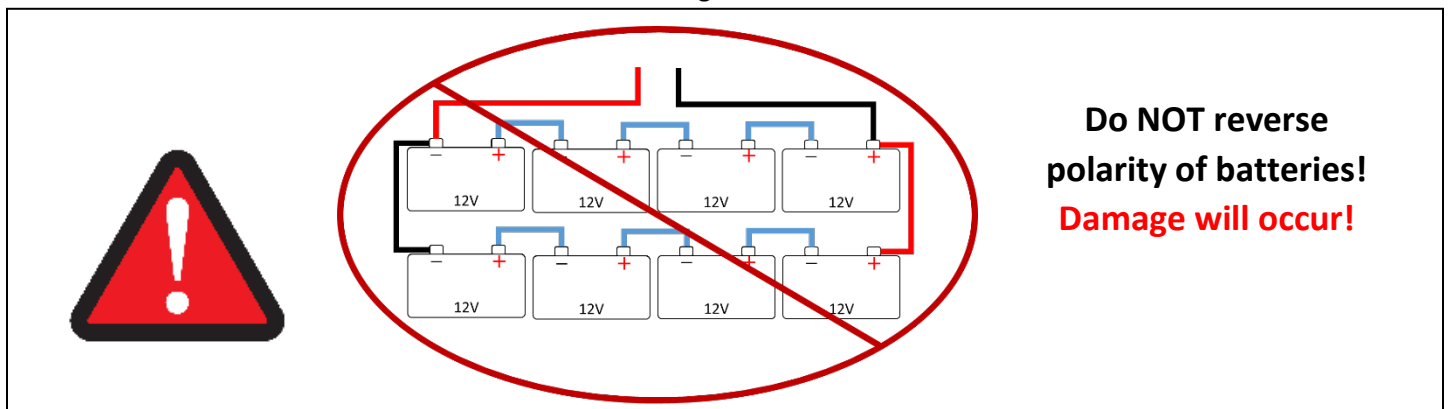 Do NOT reverse
polarity of batteries!
Damage will occur!
– + – + – + – +
12V 12V 12V 12V
– + – + – + – +
12V 12V 12V 12V